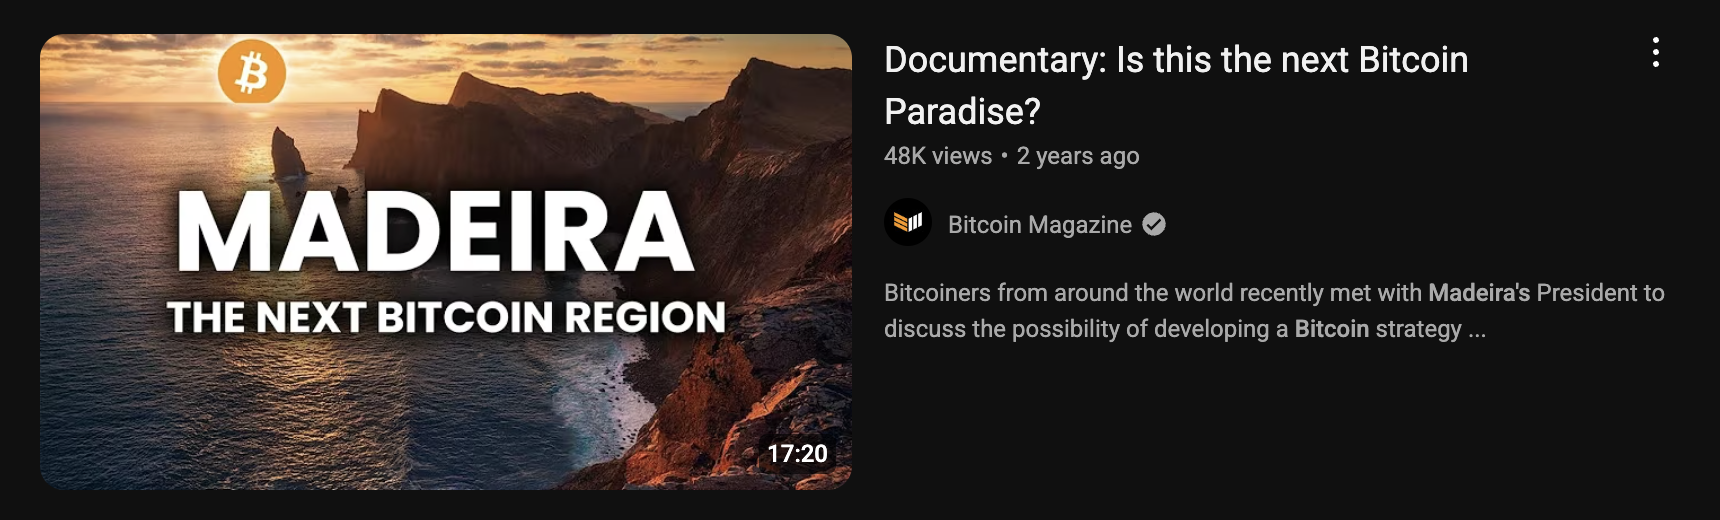 MADEIRA
THE NEXT BITCOIN REGION
17:20
Documentary: Is this the next Bitcoin
Paradise?
48K views • 2 years ago
Bitcoin Magazine
Bitcoiners from around the world recently met with Madeira's President to
discuss the possibility of developing a Bitcoin strategy ...